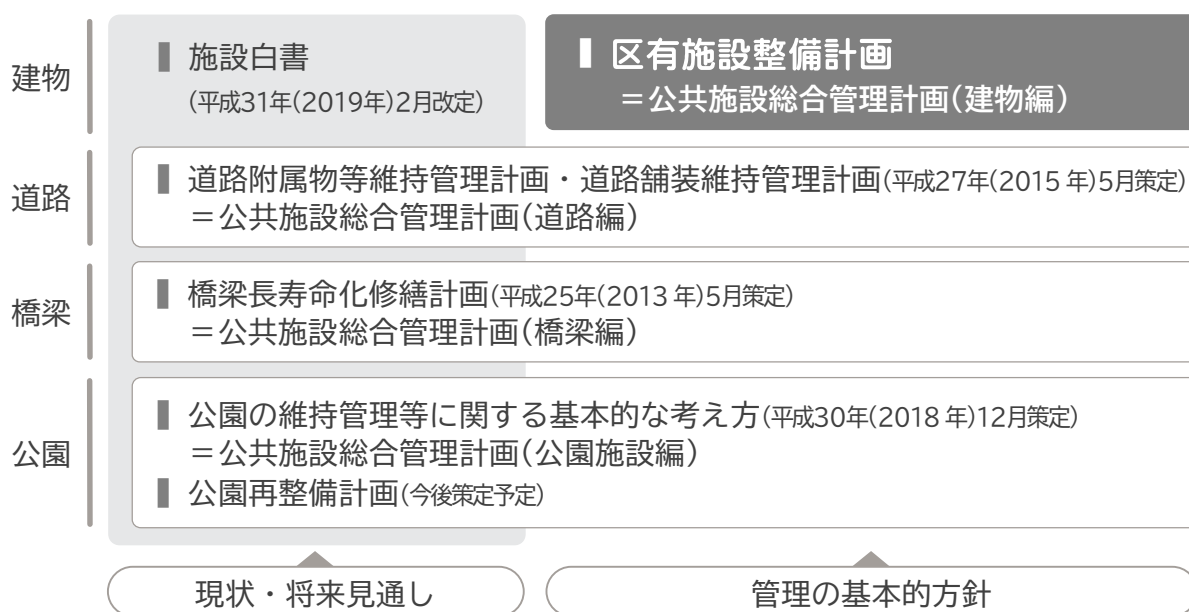 建物
▌施設白書
(平成31年(2019年)2月改定)
▌区有施設整備計画
＝公共施設総合管理計画(建物編)
道路
▌道路附属物等維持管理計画・道路舗装維持管理計画(平成27年(2015 年)5月策定)
＝公共施設総合管理計画(道路編)
橋梁
▌橋梁長寿命化修繕計画(平成25年(2013 年)5月策定)
＝公共施設総合管理計画(橋梁編)
公園
▌公園の維持管理等に関する基本的な考え方(平成30年(2018 年)12月策定)
＝公共施設総合管理計画(公園施設編)
▌公園再整備計画(今後策定予定)
現状・将来見通し
管理の基本的方針